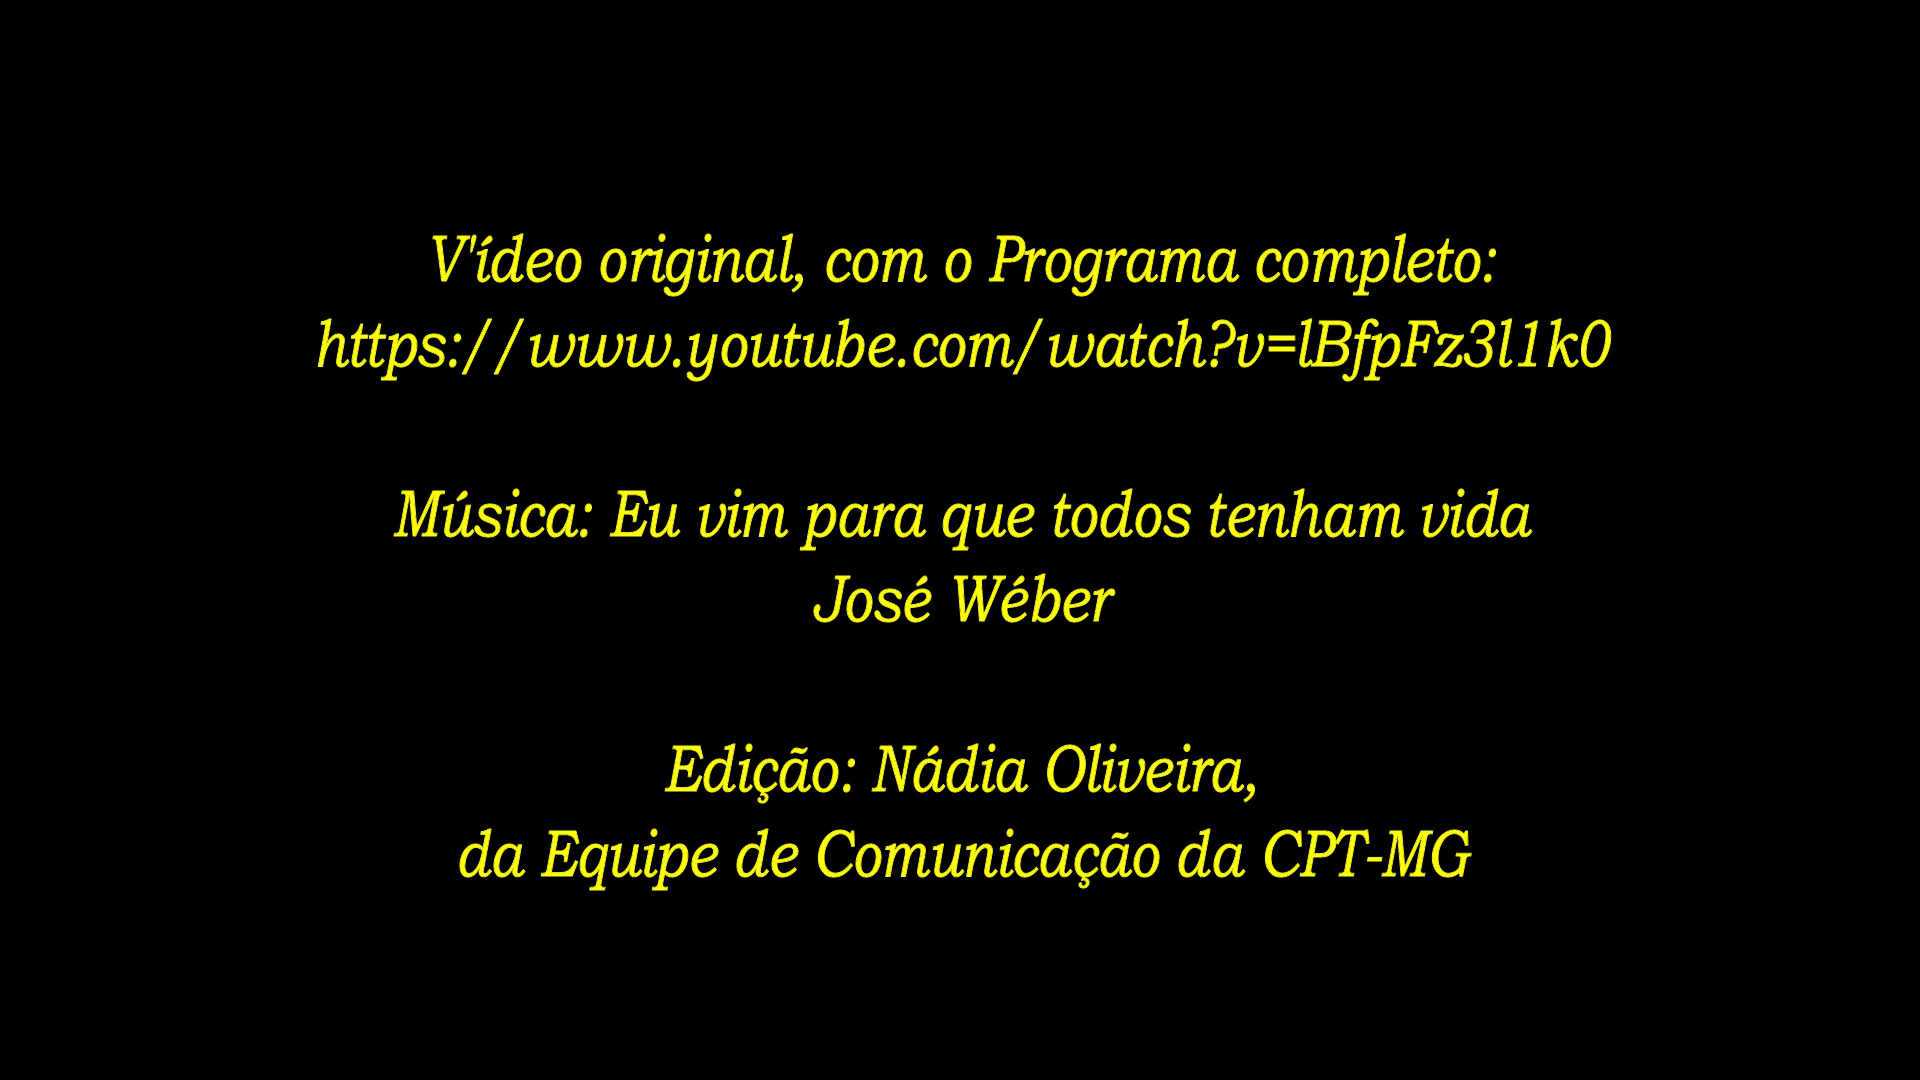 V'ídeo original, com o Programa completo:
https://www.youtube.com/watch?v=lBfpFz3l1k0
Música: Eu vim para que todos tenham vida
José Wéber
Edição: Nádia Oliveira,
da Equipe de Comunicação da CPT-MG